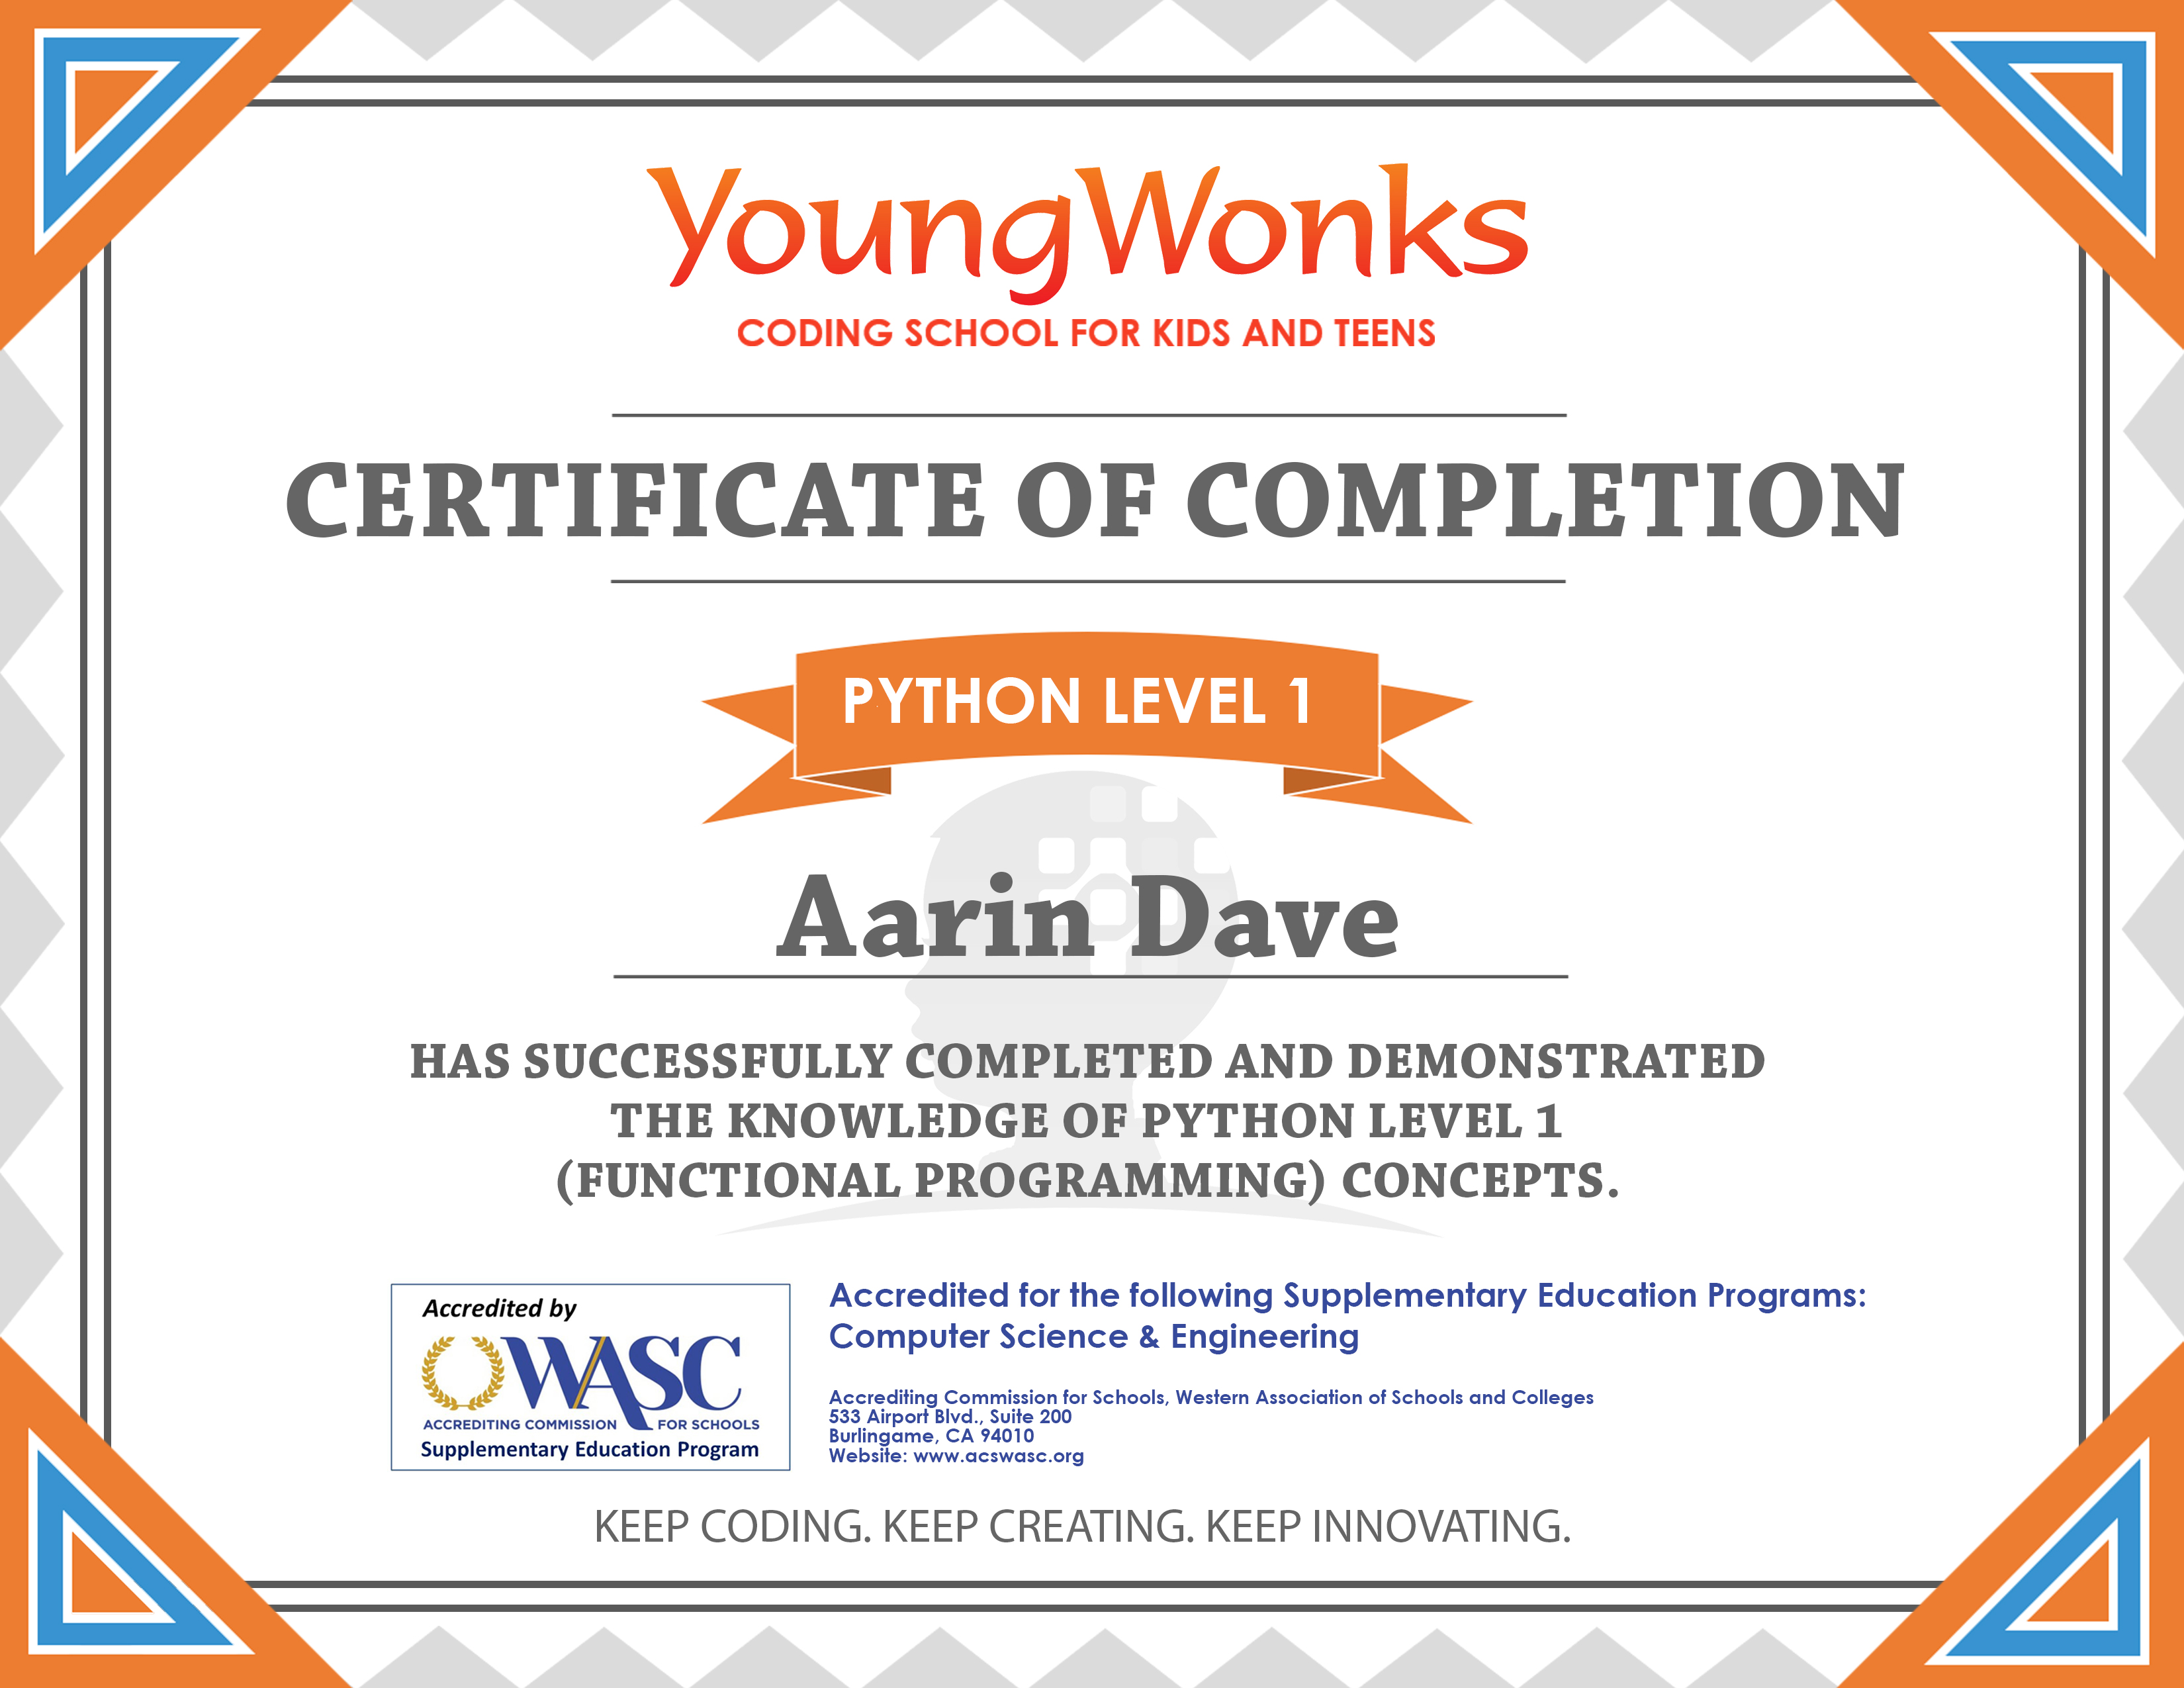 YoungWonks
CODING SCHOOL FOR KIDS AND TEENS
CERTIFICATE OF COMPLETION
PYTHON LEVEL 1
Aarin Dave
HAS SUCCESSFULLY COMPLETED AND DEMONSTRATED
THE KNOWLEDGE OF PYTHON LEVEL 1
(FUNCTIONAL PROGRAMMING) CONCEPTS.
Accredited by
WASC
ACCREDITING COMMISSION FOR SCHOOLS
Supplementary Education Program
Accredited for the following Supplementary Education Programs:
Computer Science & Engineering
Accrediting Commission for Schools, Western Association of Schools and Colleges
533 Airport Blvd., Suite 200
Burlingame, CA 94010
Website: www.acswasc.org
KEEP CODING. KEEP CREATING. KEEP INNOVATING.